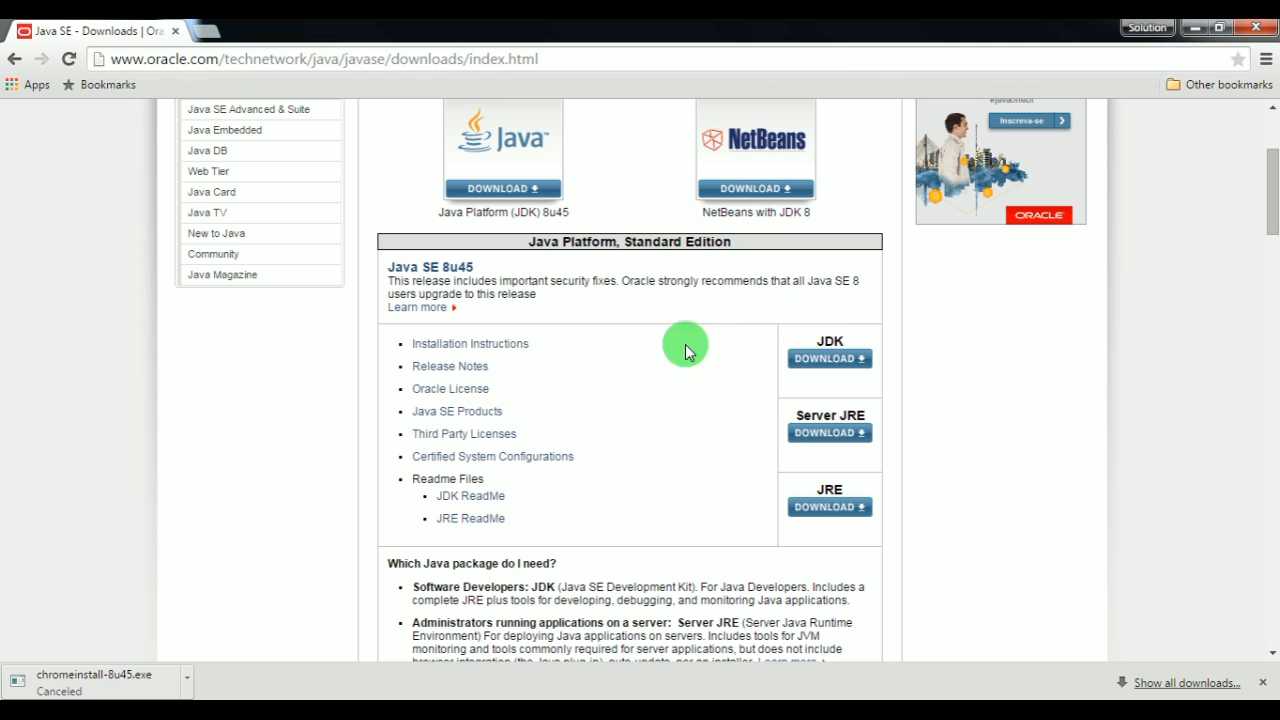 Java SE - Downloads | Ora
Solution
www.oracle.com/technetwork/java/javase/downloads/index.html
Apps
Bookmarks
Other bookmarks
Java SE Advanced & Suite
Java Embedded
Java DB
Web Tier
Java Card
Java TV
New to Java
Community
Java Magazine
Java
DOWNLOAD
Java Platform (JDK) 8u45
NetBeans
DOWNLOAD
NetBeans with JDK 8
Inscreva-se
ORACLE
Java Platform, Standard Edition
Java SE 8u45
This release includes important security fixes. Oracle strongly recommends that all Java SE 8
users upgrade to this release
Learn more
Installation Instructions
Release Notes
Oracle License
Java SE Products
Third Party Licenses
Certified System Configurations
Readme Files
JDK ReadMe
JRE ReadMe
JDK
DOWNLOAD
Server JRE
DOWNLOAD
JRE
DOWNLOAD
Which Java package do I need?
Software Developers: JDK (Java SE Development Kit). For Java Developers. Includes a
complete JRE plus tools for developing, debugging, and monitoring Java applications.
Administrators running applications on a server: Server JRE (Server Java Runtime
Environment) For deploying Java applications on servers. Includes tools for JVM
monitoring and tools commonly required for server applications, but does not include
chromeinstall-8u45.exe
Canceled
Show all downloads...